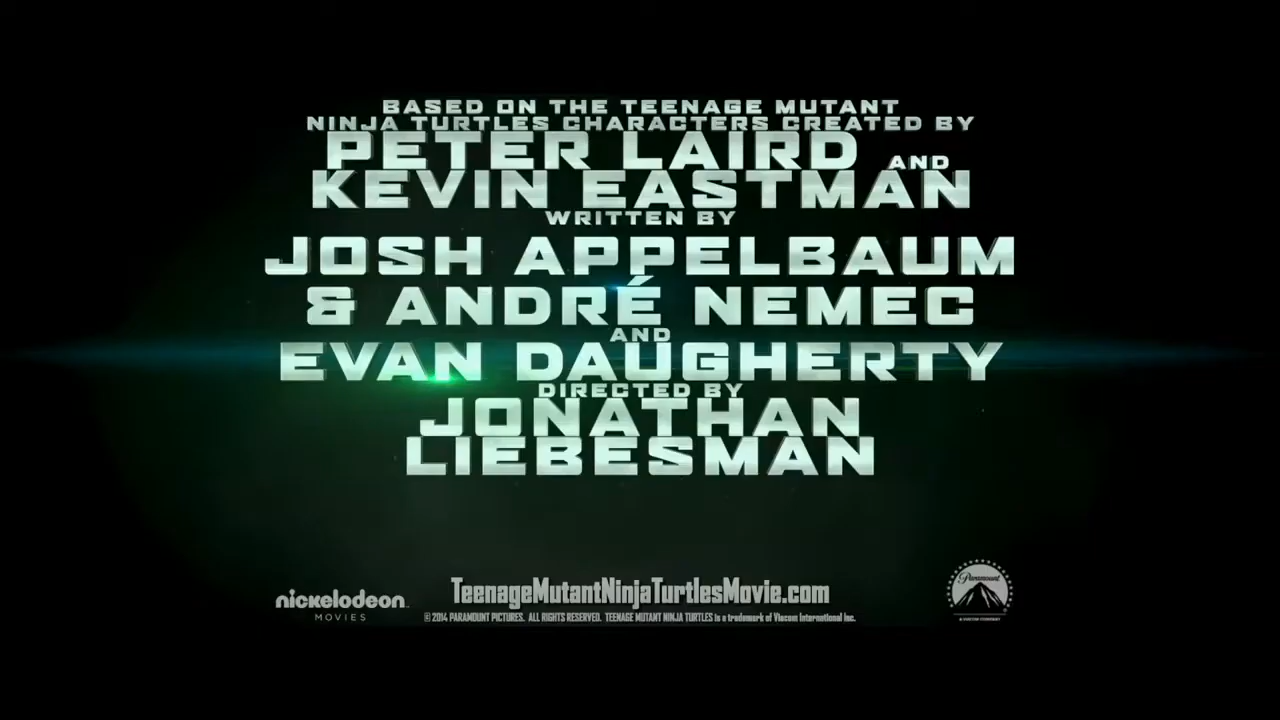 BASED ON THE TEENAGE MUTANT
NINJA TURTLES CHARACTERS CREATED BY
PETER LAIRD AND
KEVIN EASTMAN
WRITTEN BY
JOSH APPELBAUM
& ANDRÉ NEMEC
AND
EVAN DAUGHERTY
DIRECTED BY
JONATHAN
LIEBESMAN
TeenageMutantNinjaTurtlesMovie.com
nickelodeon
MOVIES
© 2014 PARAMOUNT PICTURES. ALL RIGHTS RESERVED. TEENAGE MUTANT NINJA TURTLES is a trademark of Viacom International Inc.
Paramount
A VIACOM COMPANY